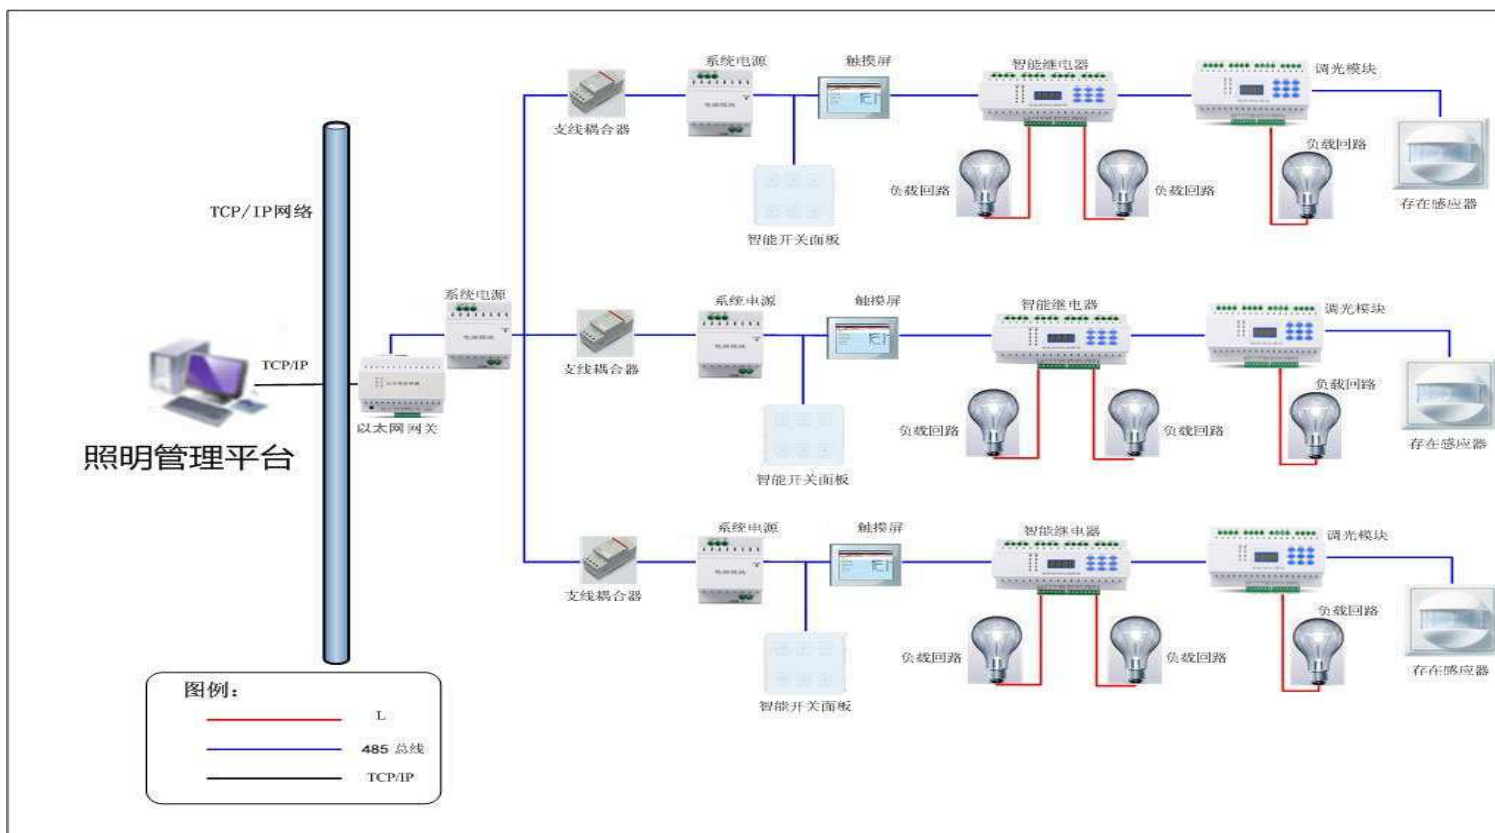 系统电源
触摸屏
智能继电器
调光模块
支线耦合器
负载回路
负载回路
负载回路
存在感应器
智能开关面板
TCP/IP网络
系统电源
系统电源
触摸屏
智能继电器
调光模块
TCP/IP
支线耦合器
负载回路
负载回路
负载回路
存在感应器
以太网网关
照明管理平台
智能开关面板
系统电源
触摸屏
智能继电器
调光模块
支线耦合器
负载回路
负载回路
负载回路
存在感应器
智能开关面板
图例：
L
485 总线
TCP/IP